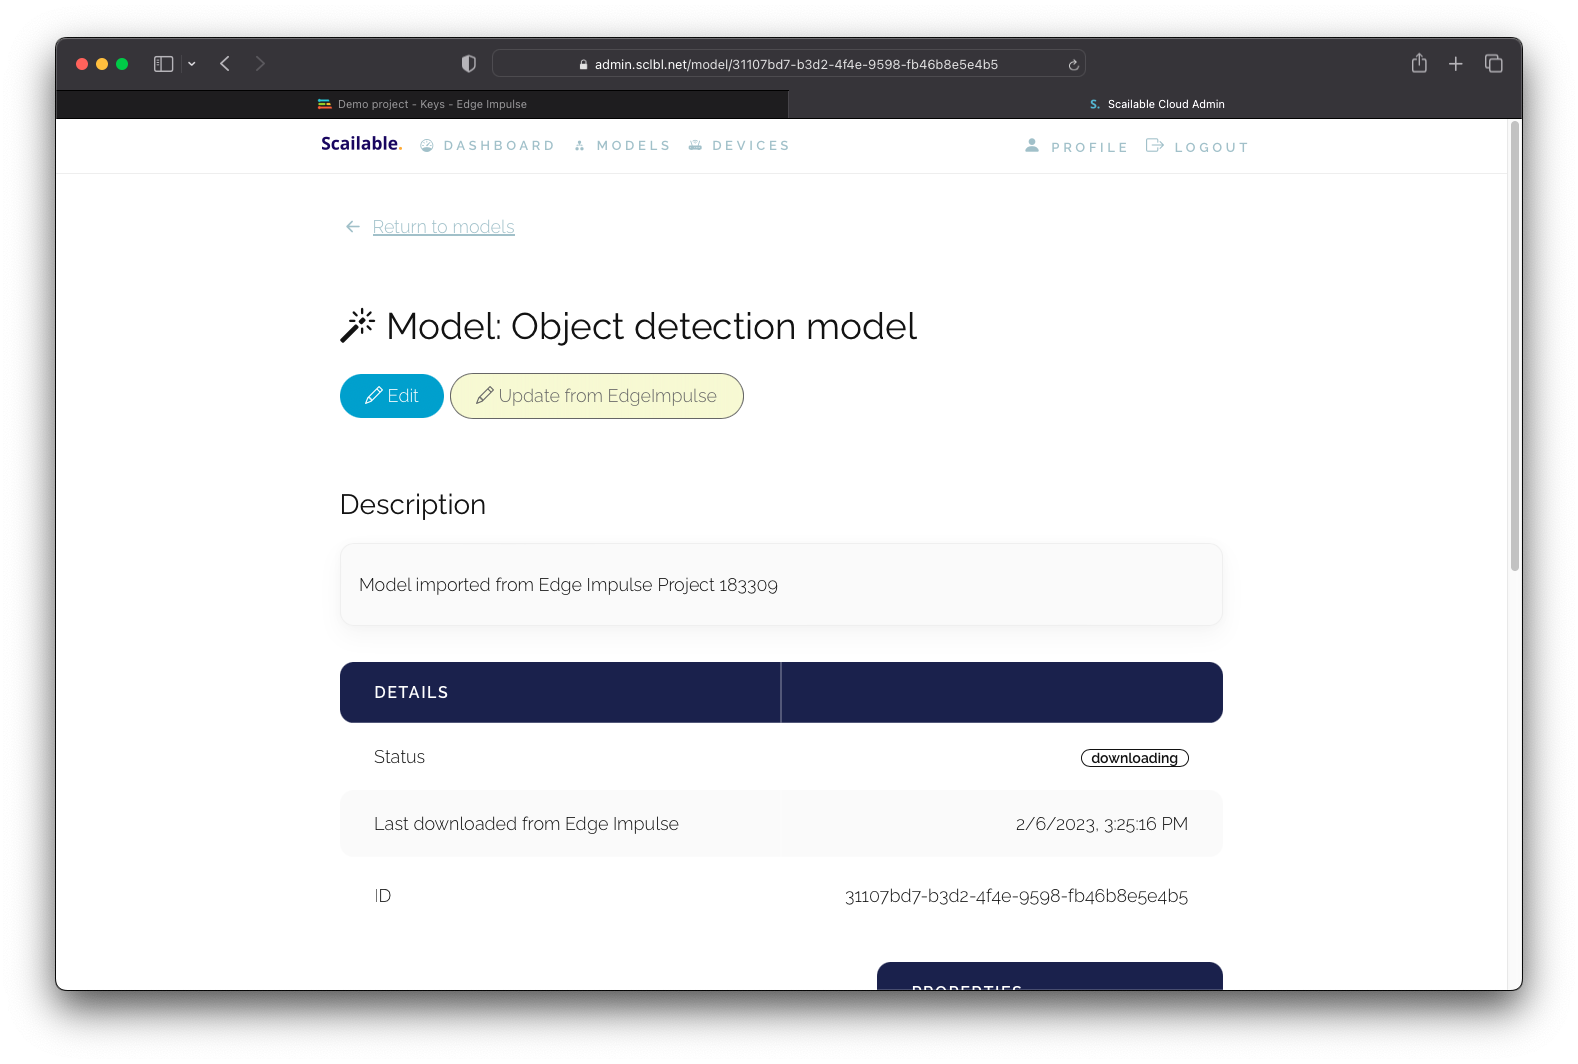 admin.sclbl.net/model/31107bd7-b3d2-4f4e-9598-fb46b8e5e4b5
Demo project - Keys - Edge Impulse
S. Scailable Cloud Admin
Scailable. DASHBOARD MODELS DEVICES PROFILE LOGOUT
Return to models
Model: Object detection model
Edit
Update from EdgeImpulse
Description
Model imported from Edge Impulse Project 183309
DETAILS
Status downloading
Last downloaded from Edge Impulse 2/6/2023, 3:25:16 PM
ID 31107bd7-b3d2-4f4e-9598-fb46b8e5e4b5
PROPERTIES